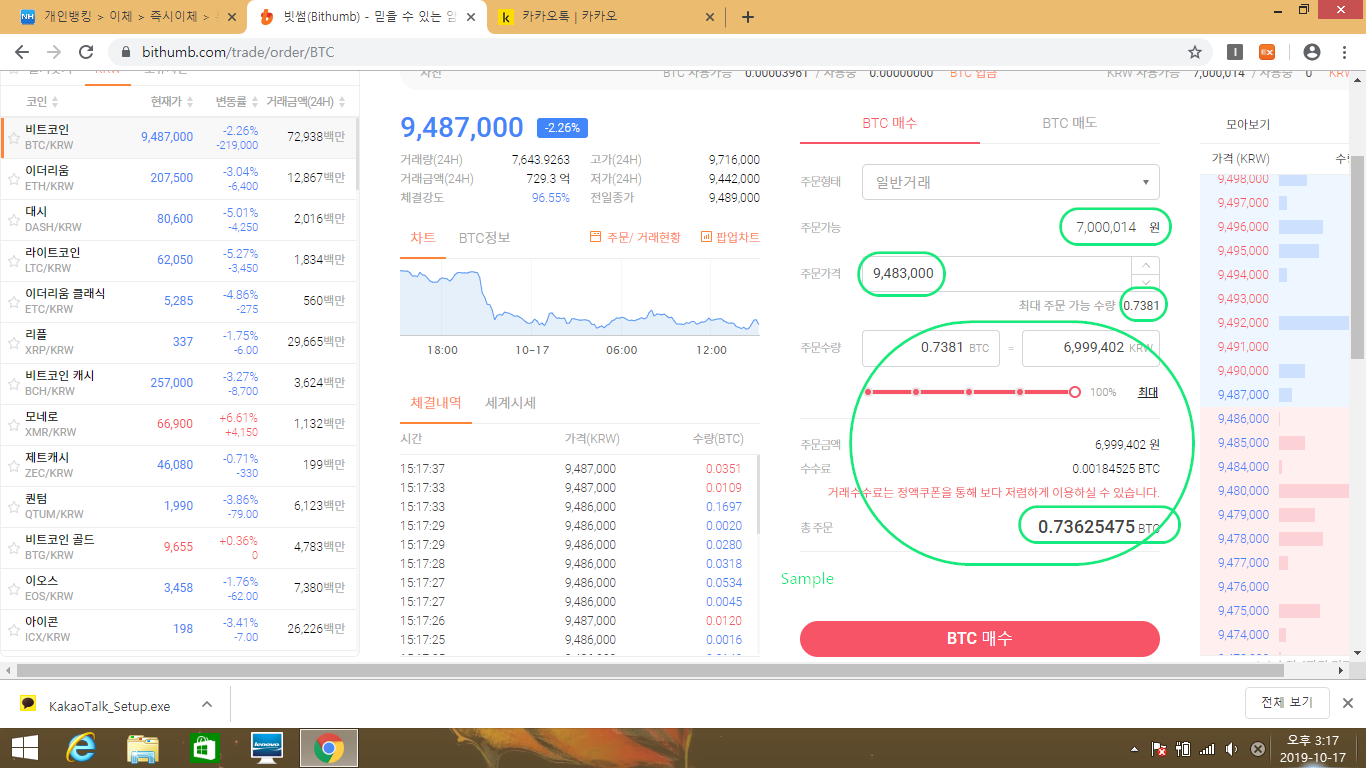 개인뱅킹 > 이체 > 즉시이체 >
빗썸(Bithumb) - 믿을 수 있는 암
카카오톡 | 카카오
bithumb.com/trade/order/BTC
KRW
자산 BTC 사용가능 0.00003961 / 사용중 0.00000000 BTC 입금 KRW 사용가능 7,000,014 / 사용중 0 KRW
코인 현재가 변동률 거래금액(24H)
비트코인 9,487,000 -2.26% 72,938백만
BTC/KRW -219,000
이더리움 207,500 -3.04% 12,867백만
ETH/KRW -6,400
대시 80,600 -5.01% 2,016백만
DASH/KRW -4,250
라이트코인 62,050 -5.27% 1,834백만
LTC/KRW -3,450
이더리움 클래식 5,285 -4.86% 560백만
ETC/KRW -275
리플 337 -1.75% 29,665백만
XRP/KRW -6.00
비트코인 캐시 257,000 -3.27% 3,624백만
BCH/KRW -8,700
모네로 66,900 +6.61% 1,132백만
XMR/KRW +4,150
제트캐시 46,080 -0.71% 199백만
ZEC/KRW -330
퀀텀 1,990 -3.86% 6,123백만
QTUM/KRW -79.00
비트코인 골드 9,655 +0.36% 4,783백만
BTG/KRW 0
이오스 3,458 -1.76% 7,380백만
EOS/KRW -62.00
아이콘 198 -3.41% 26,226백만
ICX/KRW -7.00
9,487,000 -2.26%
거래량(24H) 7,643.9263 고가(24H) 9,716,000
거래금액(24H) 729.3 억 저가(24H) 9,442,000
체결강도 96.55% 전일종가 9,489,000
차트 BTC정보 주문/ 거래현황 팝업차트
18:00 10-17 06:00 12:00
체결내역 세계시세
시간 가격(KRW) 수량(BTC)
15:17:37 9,487,000 0.0351
15:17:33 9,487,000 0.0109
15:17:33 9,486,000 0.1697
15:17:29 9,486,000 0.0020
15:17:29 9,486,000 0.0280
15:17:28 9,486,000 0.0318
15:17:27 9,486,000 0.0534
15:17:27 9,486,000 0.0045
15:17:26 9,487,000 0.0120
15:17:25 9,486,000 0.0016
BTC 매수 BTC 매도
주문형태 일반거래
주문가능 7,000,014 원
주문가격 9,483,000
최대 주문 가능 수량 0.7381
주문수량 0.7381 BTC = 6,999,402 KRW
100% 최대
주문금액 6,999,402 원
수수료 0.00184525 BTC
거래수수료는 정액쿠폰을 통해 보다 저렴하게 이용하실 수 있습니다.
총 주문 0.73625475 BTC
Sample
BTC 매수
모아보기
가격 (KRW)
9,498,000
9,497,000
9,496,000
9,495,000
9,494,000
9,493,000
9,492,000
9,491,000
9,490,000
9,487,000
9,486,000
9,485,000
9,484,000
9,480,000
9,479,000
9,478,000
9,477,000
9,476,000
9,475,000
9,474,000
KakaoTalk_Setup.exe
전체 보기
lenovo
오후 3:17
2019-10-17